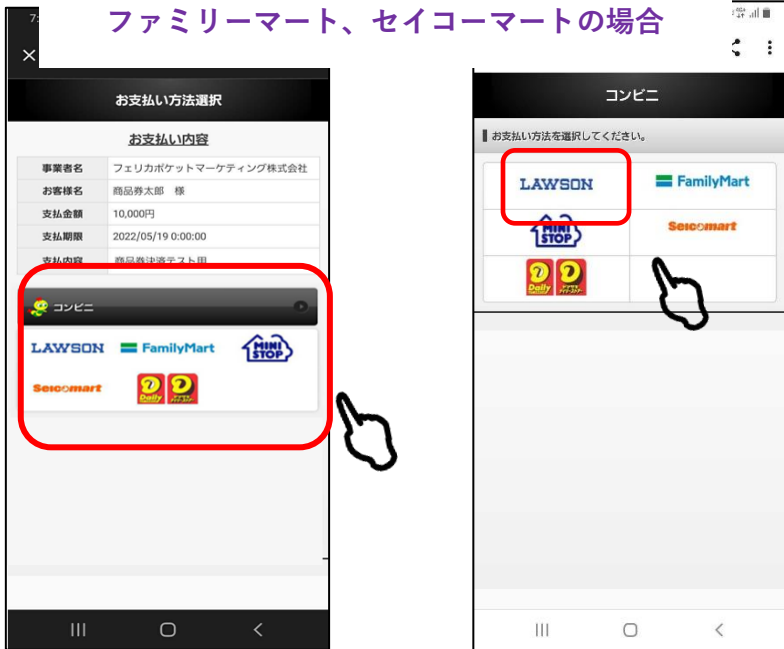 ファミリーマート、セイコーマートの場合
7:
×
お支払い方法選択
お支払い内容
事業者名 フェリカポケットマーケティング株式会社
お客様名 商品券太郎 様
支払金額 10,000円
支払期限 2022/05/19 0:00:00
支払内容 商品券決済テスト用
コンビニ
LAWSON FamilyMart MINI STOP
Seicomart Daily
コンビニ
お支払い方法を選択してください。
LAWSON FamilyMart
MINI STOP Seicomart
Daily